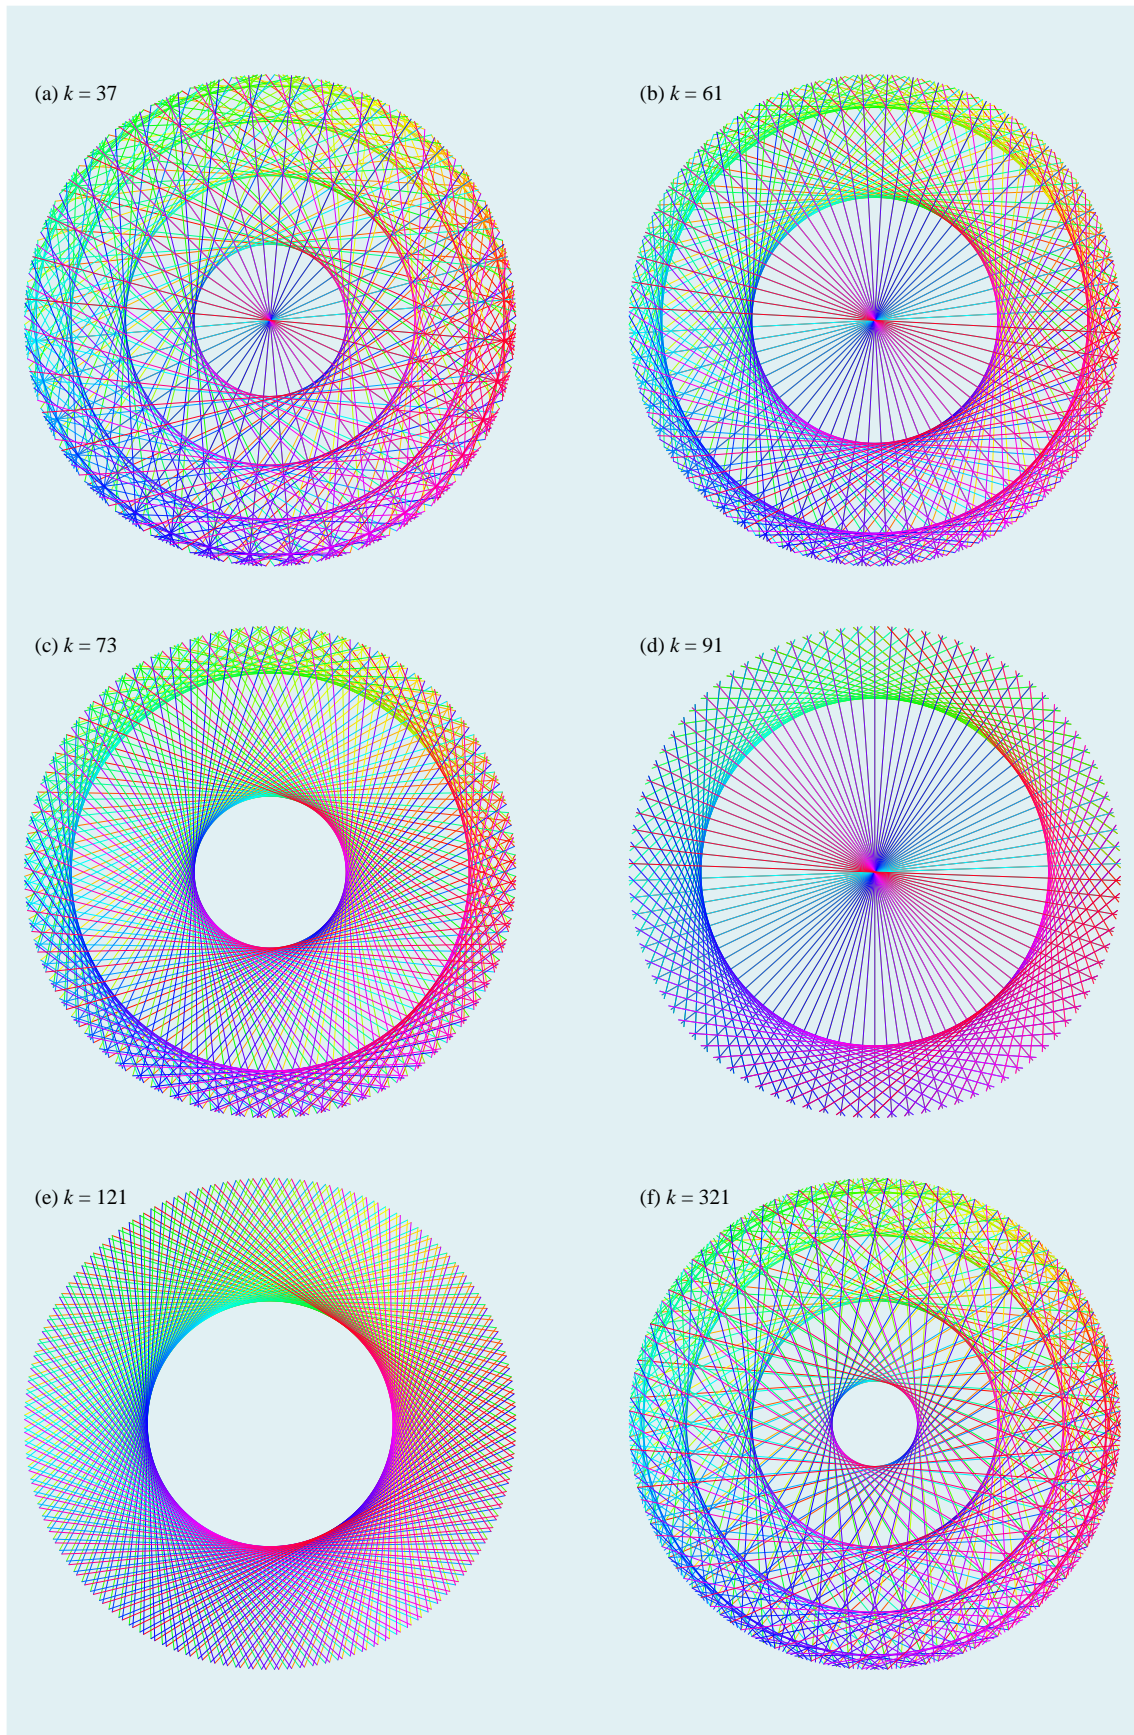 (a) k = 37
(b) k = 61
(c) k = 73
(d) k = 91
(e) k = 121
(f) k = 321